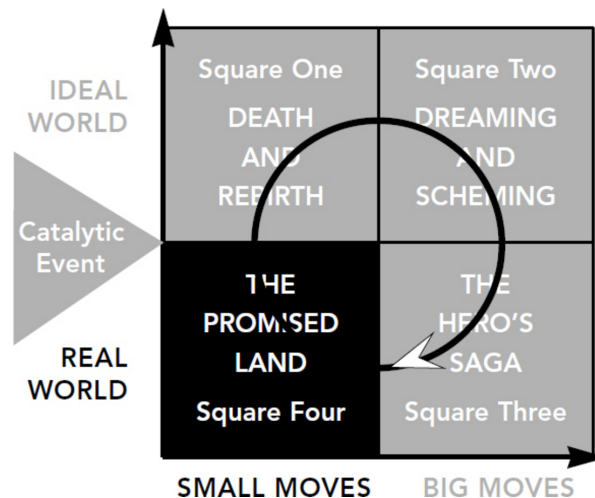 IDEAL
WORLD
Catalytic
Event
REAL
WORLD
Square One
DEATH
AND
REBIRTH
Square Two
DREAMING
AND
SCHEMING
THE
PROMISED
LAND
Square Four
THE
HERO'S
SAGA
Square Three
SMALL MOVES
BIG MOVES